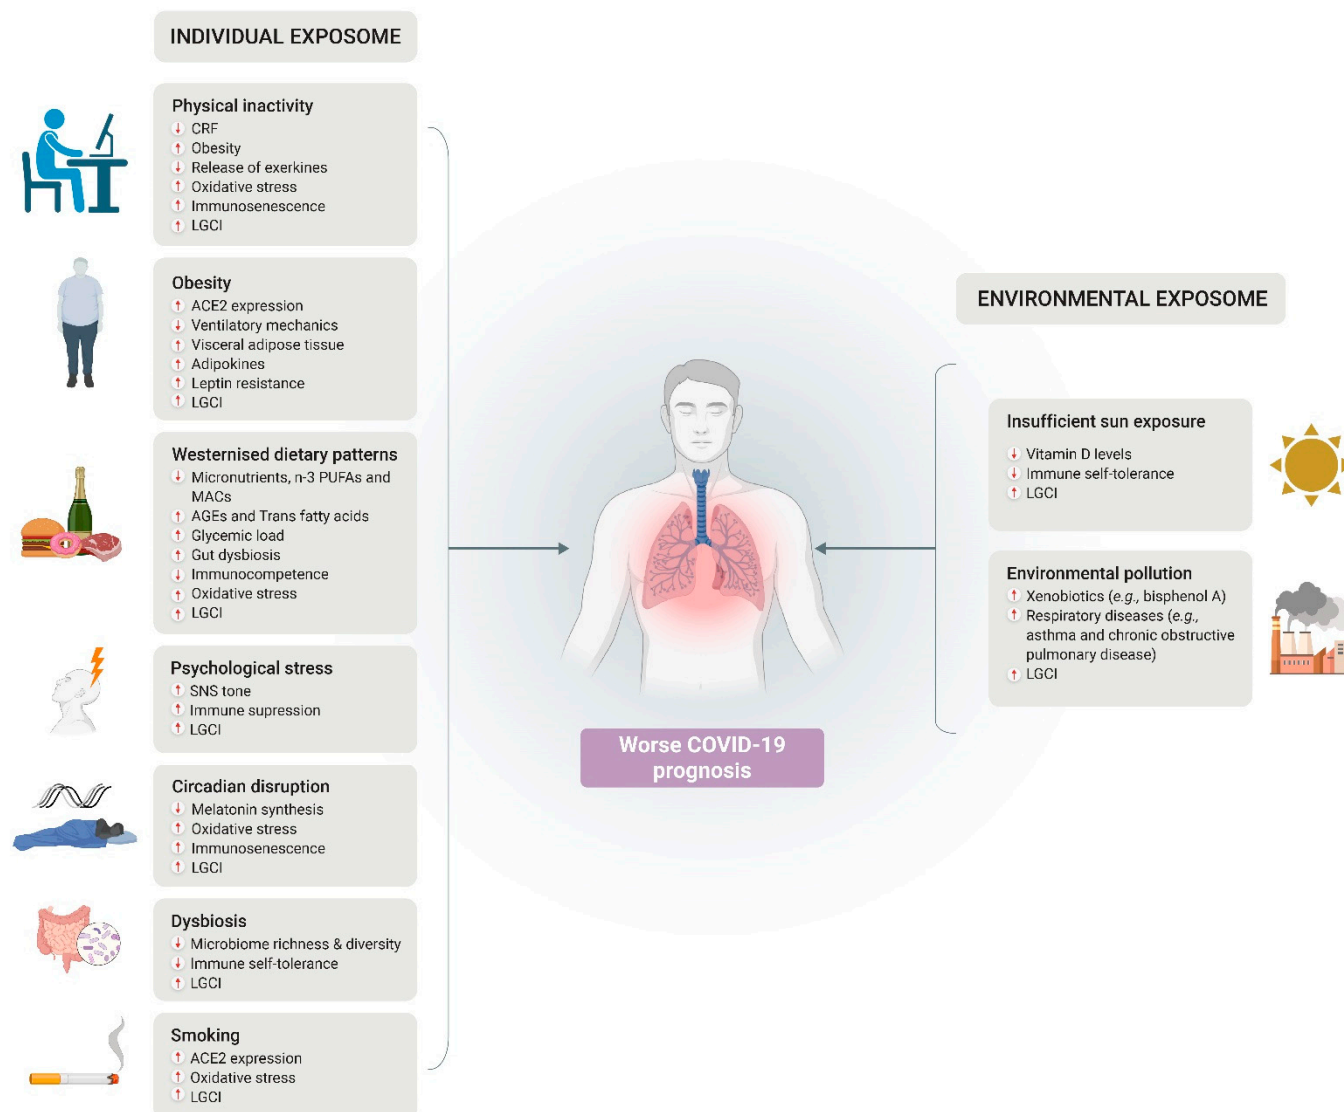 INDIVIDUAL EXPOSOME
Physical inactivity
↓ CRF
↑ Obesity
↓ Release of exerkines
↑ Oxidative stress
↑ Immunosenescence
↑ LGCI
Obesity
↑ ACE2 expression
↓ Ventilatory mechanics
↑ Visceral adipose tissue
↑ Adipokines
↑ Leptin resistance
↑ LGCI
Westernised dietary patterns
↓ Micronutrients, n-3 PUFAs and
MACs
↑ AGEs and Trans fatty acids
↑ Glycemic load
↑ Gut dysbiosis
↓ Immunocompetence
↑ Oxidative stress
↑ LGCI
Psychological stress
↑ SNS tone
↑ Immune supression
↑ LGCI
Circadian disruption
↓ Melatonin synthesis
↑ Oxidative stress
↑ Immunosenescence
↑ LGCI
Dysbiosis
↓ Microbiome richness & diversity
↓ Immune self-tolerance
↑ LGCI
Smoking
↑ ACE2 expression
↑ Oxidative stress
↑ LGCI
Worse COVID-19
prognosis
ENVIRONMENTAL EXPOSOME
Insufficient sun exposure
↓ Vitamin D levels
↓ Immune self-tolerance
↑ LGCI
Environmental pollution
↑ Xenobiotics (e.g., bisphenol A)
↑ Respiratory diseases (e.g.,
asthma and chronic obstructive
pulmonary disease)
↑ LGCI